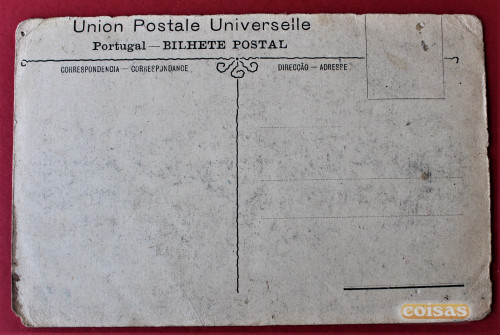 Union Postale Universelle
Portugal — BILHETE POSTAL
CORRESPONDENCIA — CORRESPONDANCE DIRECÇÃO — ADRESSE
coisas